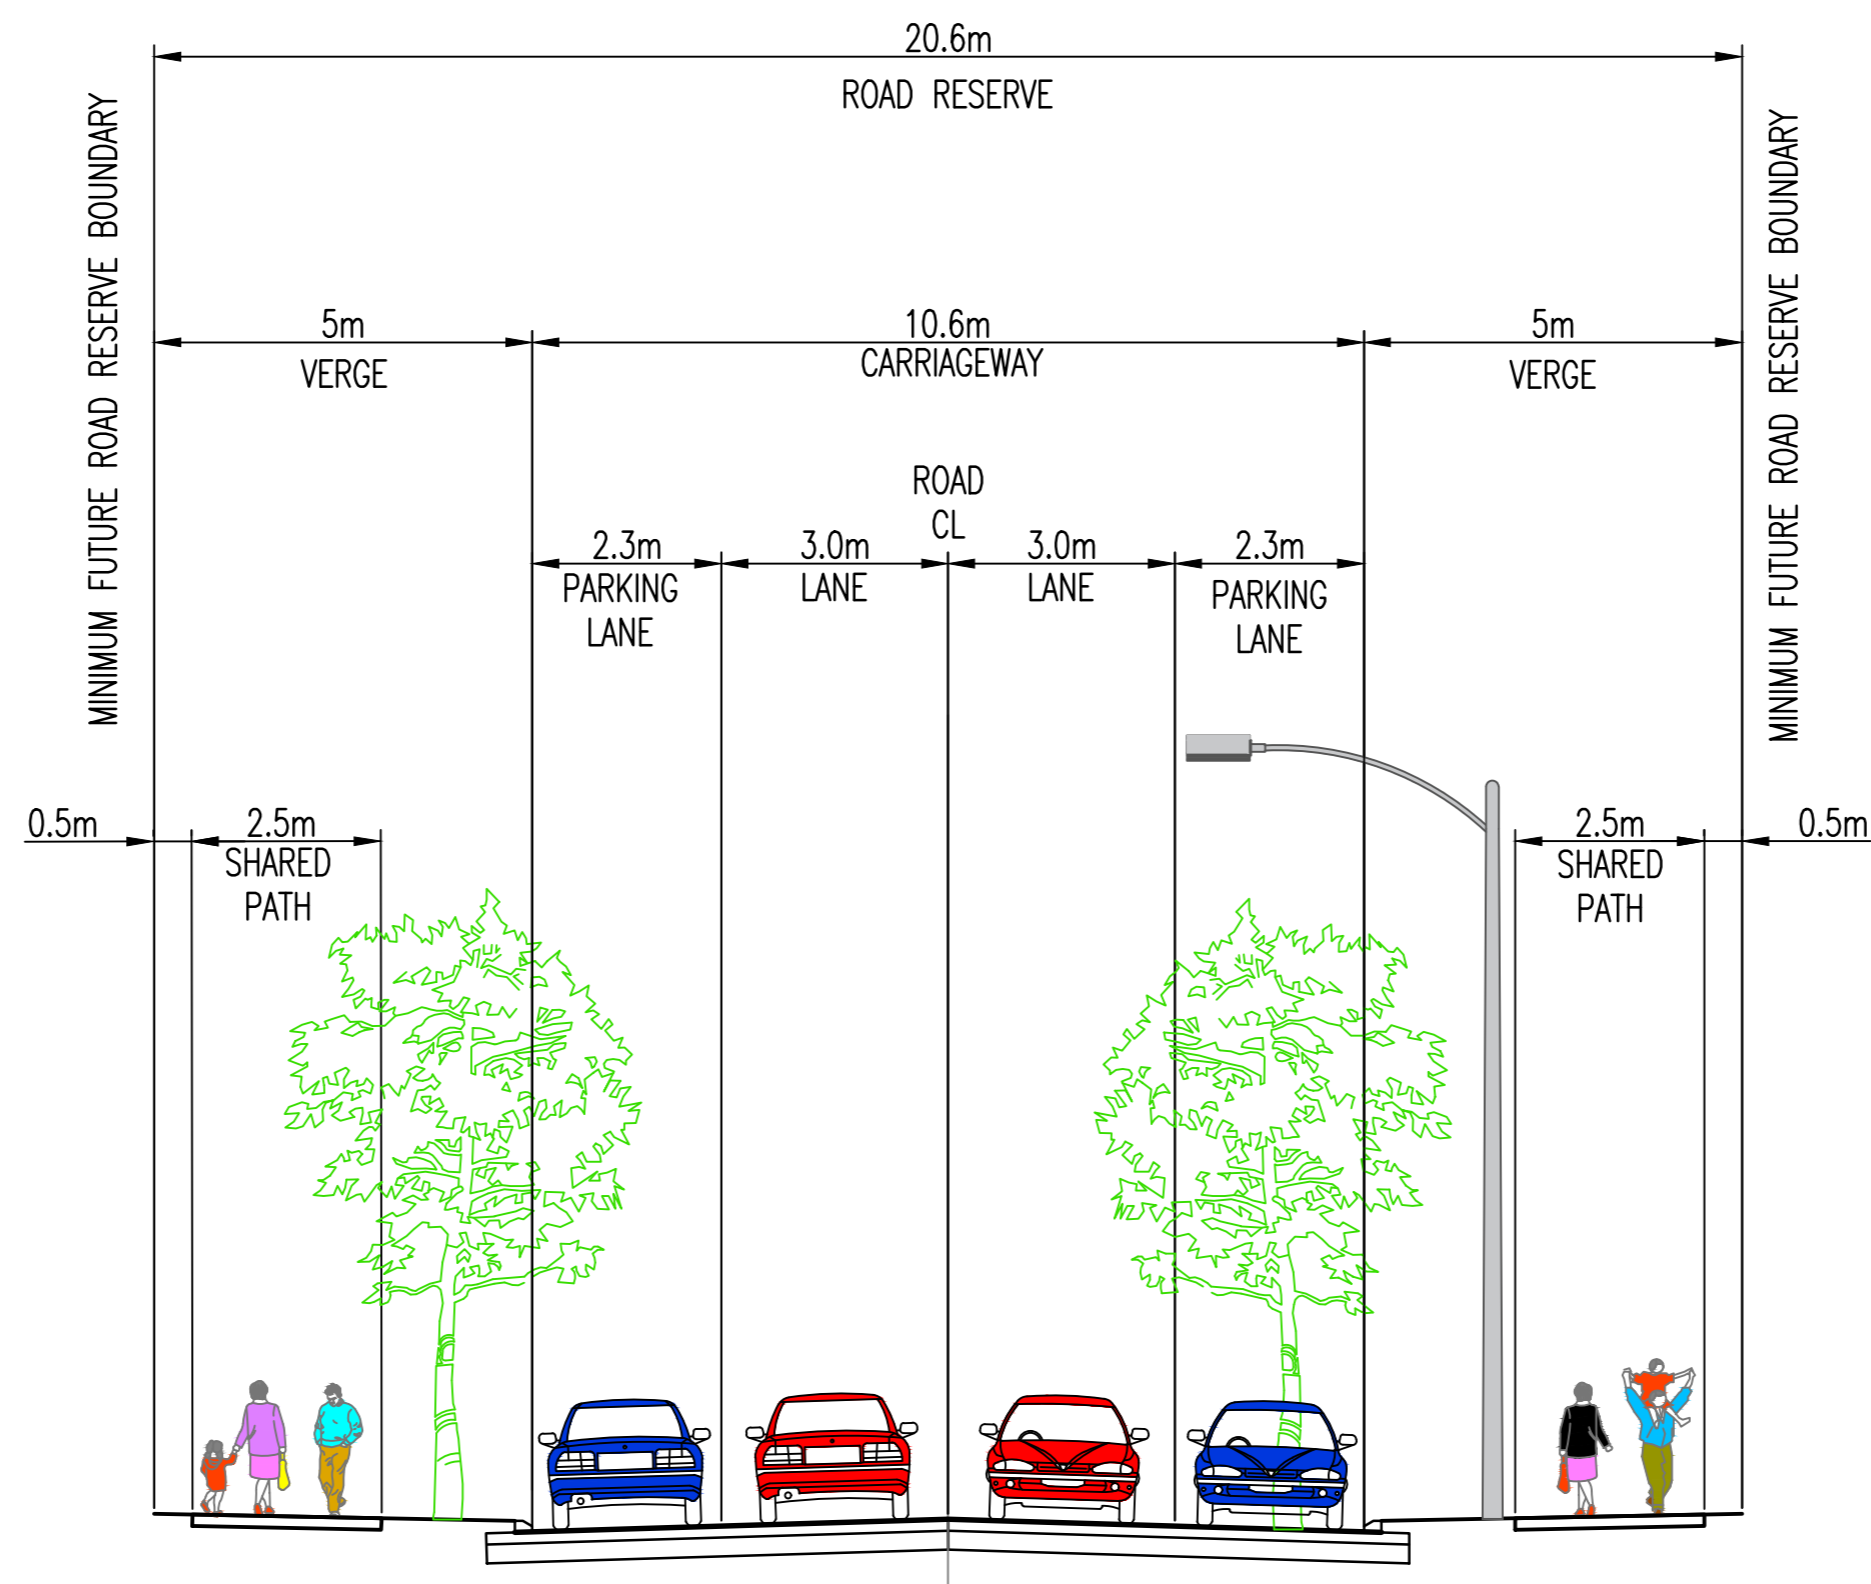 20.6m
ROAD RESERVE
MINIMUM FUTURE ROAD RESERVE BOUNDARY
MINIMUM FUTURE ROAD RESERVE BOUNDARY
5m
VERGE
10.6m
CARRIAGEWAY
5m
VERGE
ROAD
CL
2.3m
PARKING
LANE
3.0m
LANE
3.0m
LANE
2.3m
PARKING
LANE
0.5m
2.5m
SHARED
PATH
2.5m
SHARED
PATH
0.5m